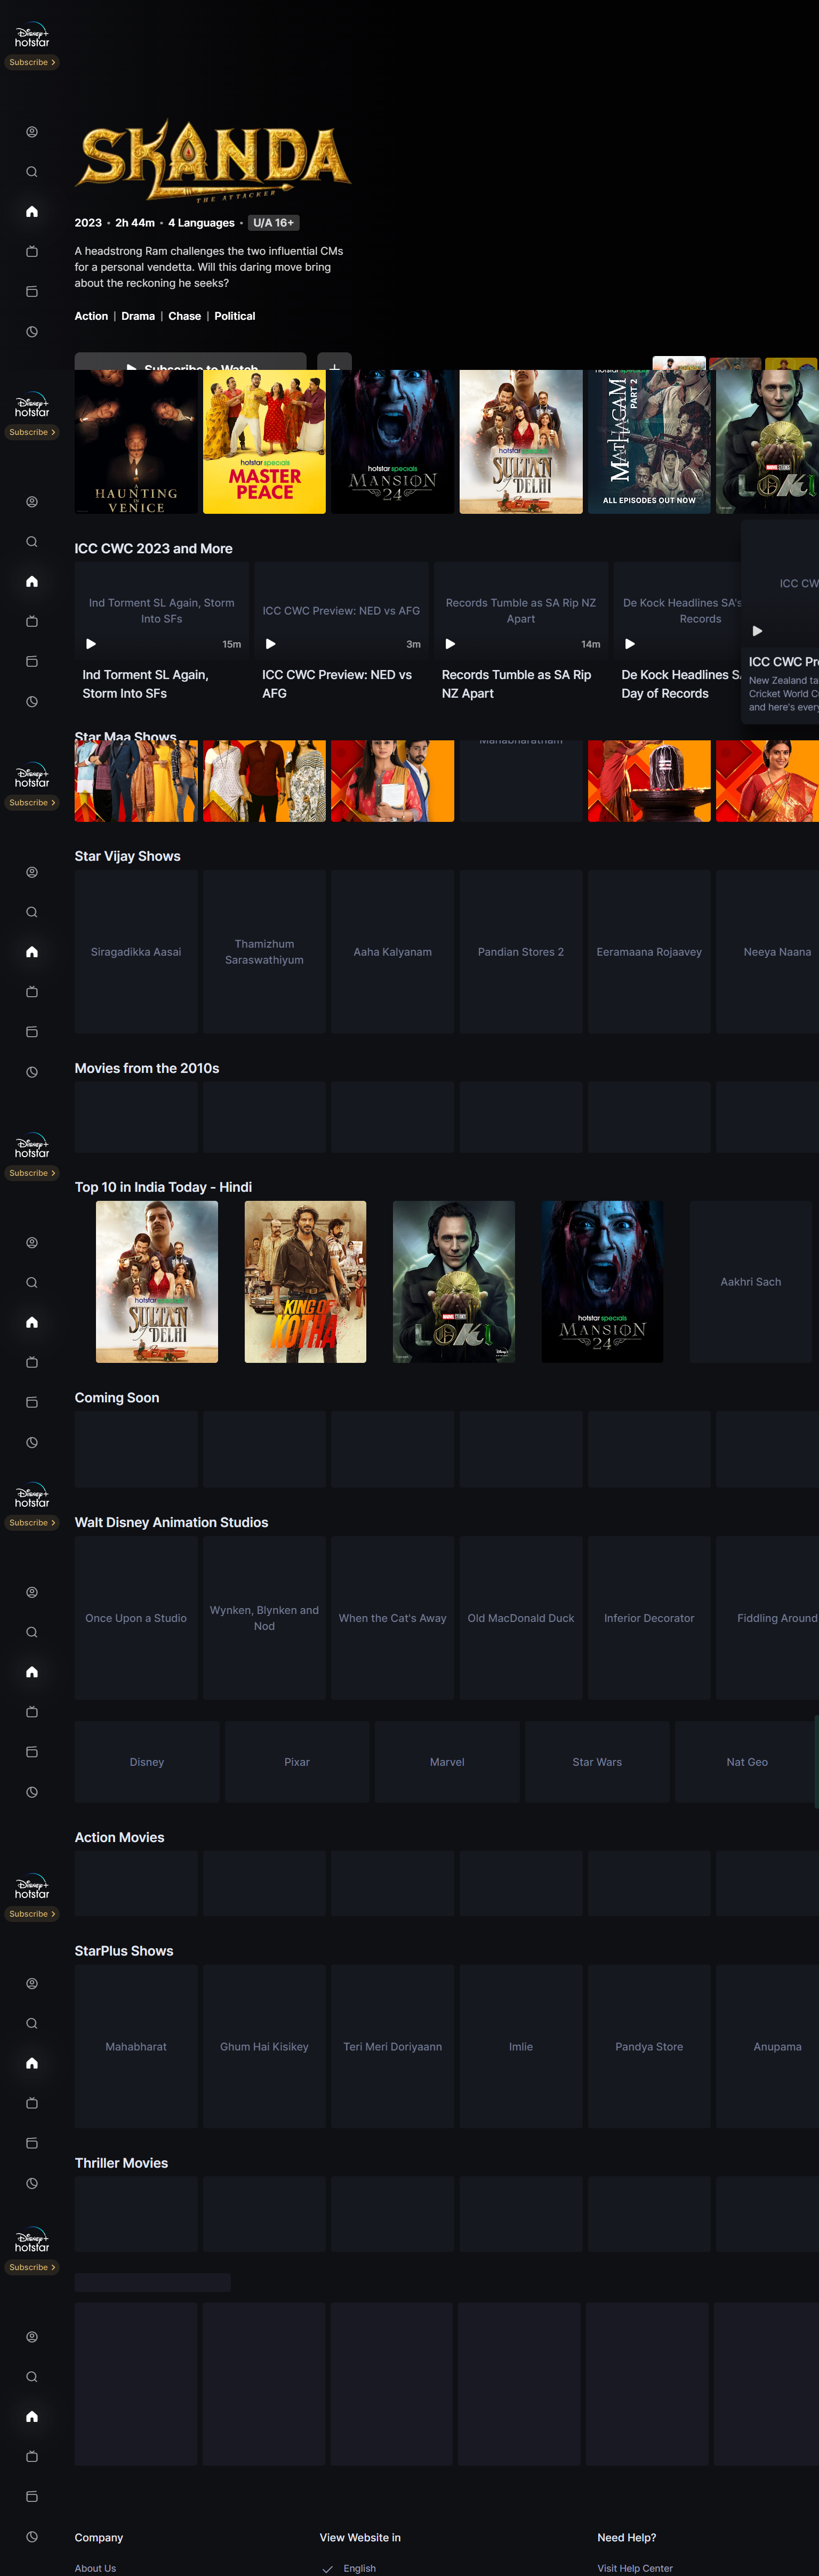 Disney+
hotstar
Subscribe
SKANDA
THE ATTACKER
2023 • 2h 44m • 4 Languages • U/A 16+
A headstrong Ram challenges the two influential CMs
for a personal vendetta. Will this daring move bring
about the reckoning he seeks?
Action | Drama | Chase | Political
Subscribe to Watch
Disney+
hotstar
Subscribe
A HAUNTING IN VENICE
hotstar specials
MASTER PEACE
hotstar specials
MANSION 24
hotstar specials
SULTAN OF DELHI
hotstar specials
MATHAGAM
PART 2
ALL EPISODES OUT NOW
MARVEL STUDIOS
LOKI
ICC CWC 2023 and More
Ind Torment SL Again, Storm
Into SFs
15m
Ind Torment SL Again,
Storm Into SFs
ICC CWC Preview: NED vs AFG
3m
ICC CWC Preview: NED vs
AFG
Records Tumble as SA Rip NZ
Apart
14m
Records Tumble as SA Rip
NZ Apart
De Kock Headlines SA's
Records
De Kock Headlines S
Day of Records
ICC CW
ICC CWC Pr
New Zealand ta
Cricket World C
and here's every
Star Maa Shows
Disney+
hotstar
Subscribe
Mahabharatham
Star Vijay Shows
Siragadikka Aasai
Thamizhum
Saraswathiyum
Aaha Kalyanam
Pandian Stores 2
Eeramaana Rojaavey
Neeya Naana
Movies from the 2010s
Disney+
hotstar
Subscribe
Top 10 in India Today - Hindi
hotstar specials
SULTAN OF DELHI
KING OF KOTHA
MARVEL STUDIOS
LOKI
Disney+
hotstar specials
MANSION 24
Aakhri Sach
Coming Soon
Disney+
hotstar
Subscribe
Walt Disney Animation Studios
Once Upon a Studio
Wynken, Blynken and
Nod
When the Cat's Away
Old MacDonald Duck
Inferior Decorator
Fiddling Around
Disney
Pixar
Marvel
Star Wars
Nat Geo
Action Movies
Disney+
hotstar
Subscribe
StarPlus Shows
Mahabharat
Ghum Hai Kisikey
Teri Meri Doriyaann
Imlie
Pandya Store
Anupama
Thriller Movies
Disney+
hotstar
Subscribe
Company
View Website in
Need Help?
About Us
English
Visit Help Center